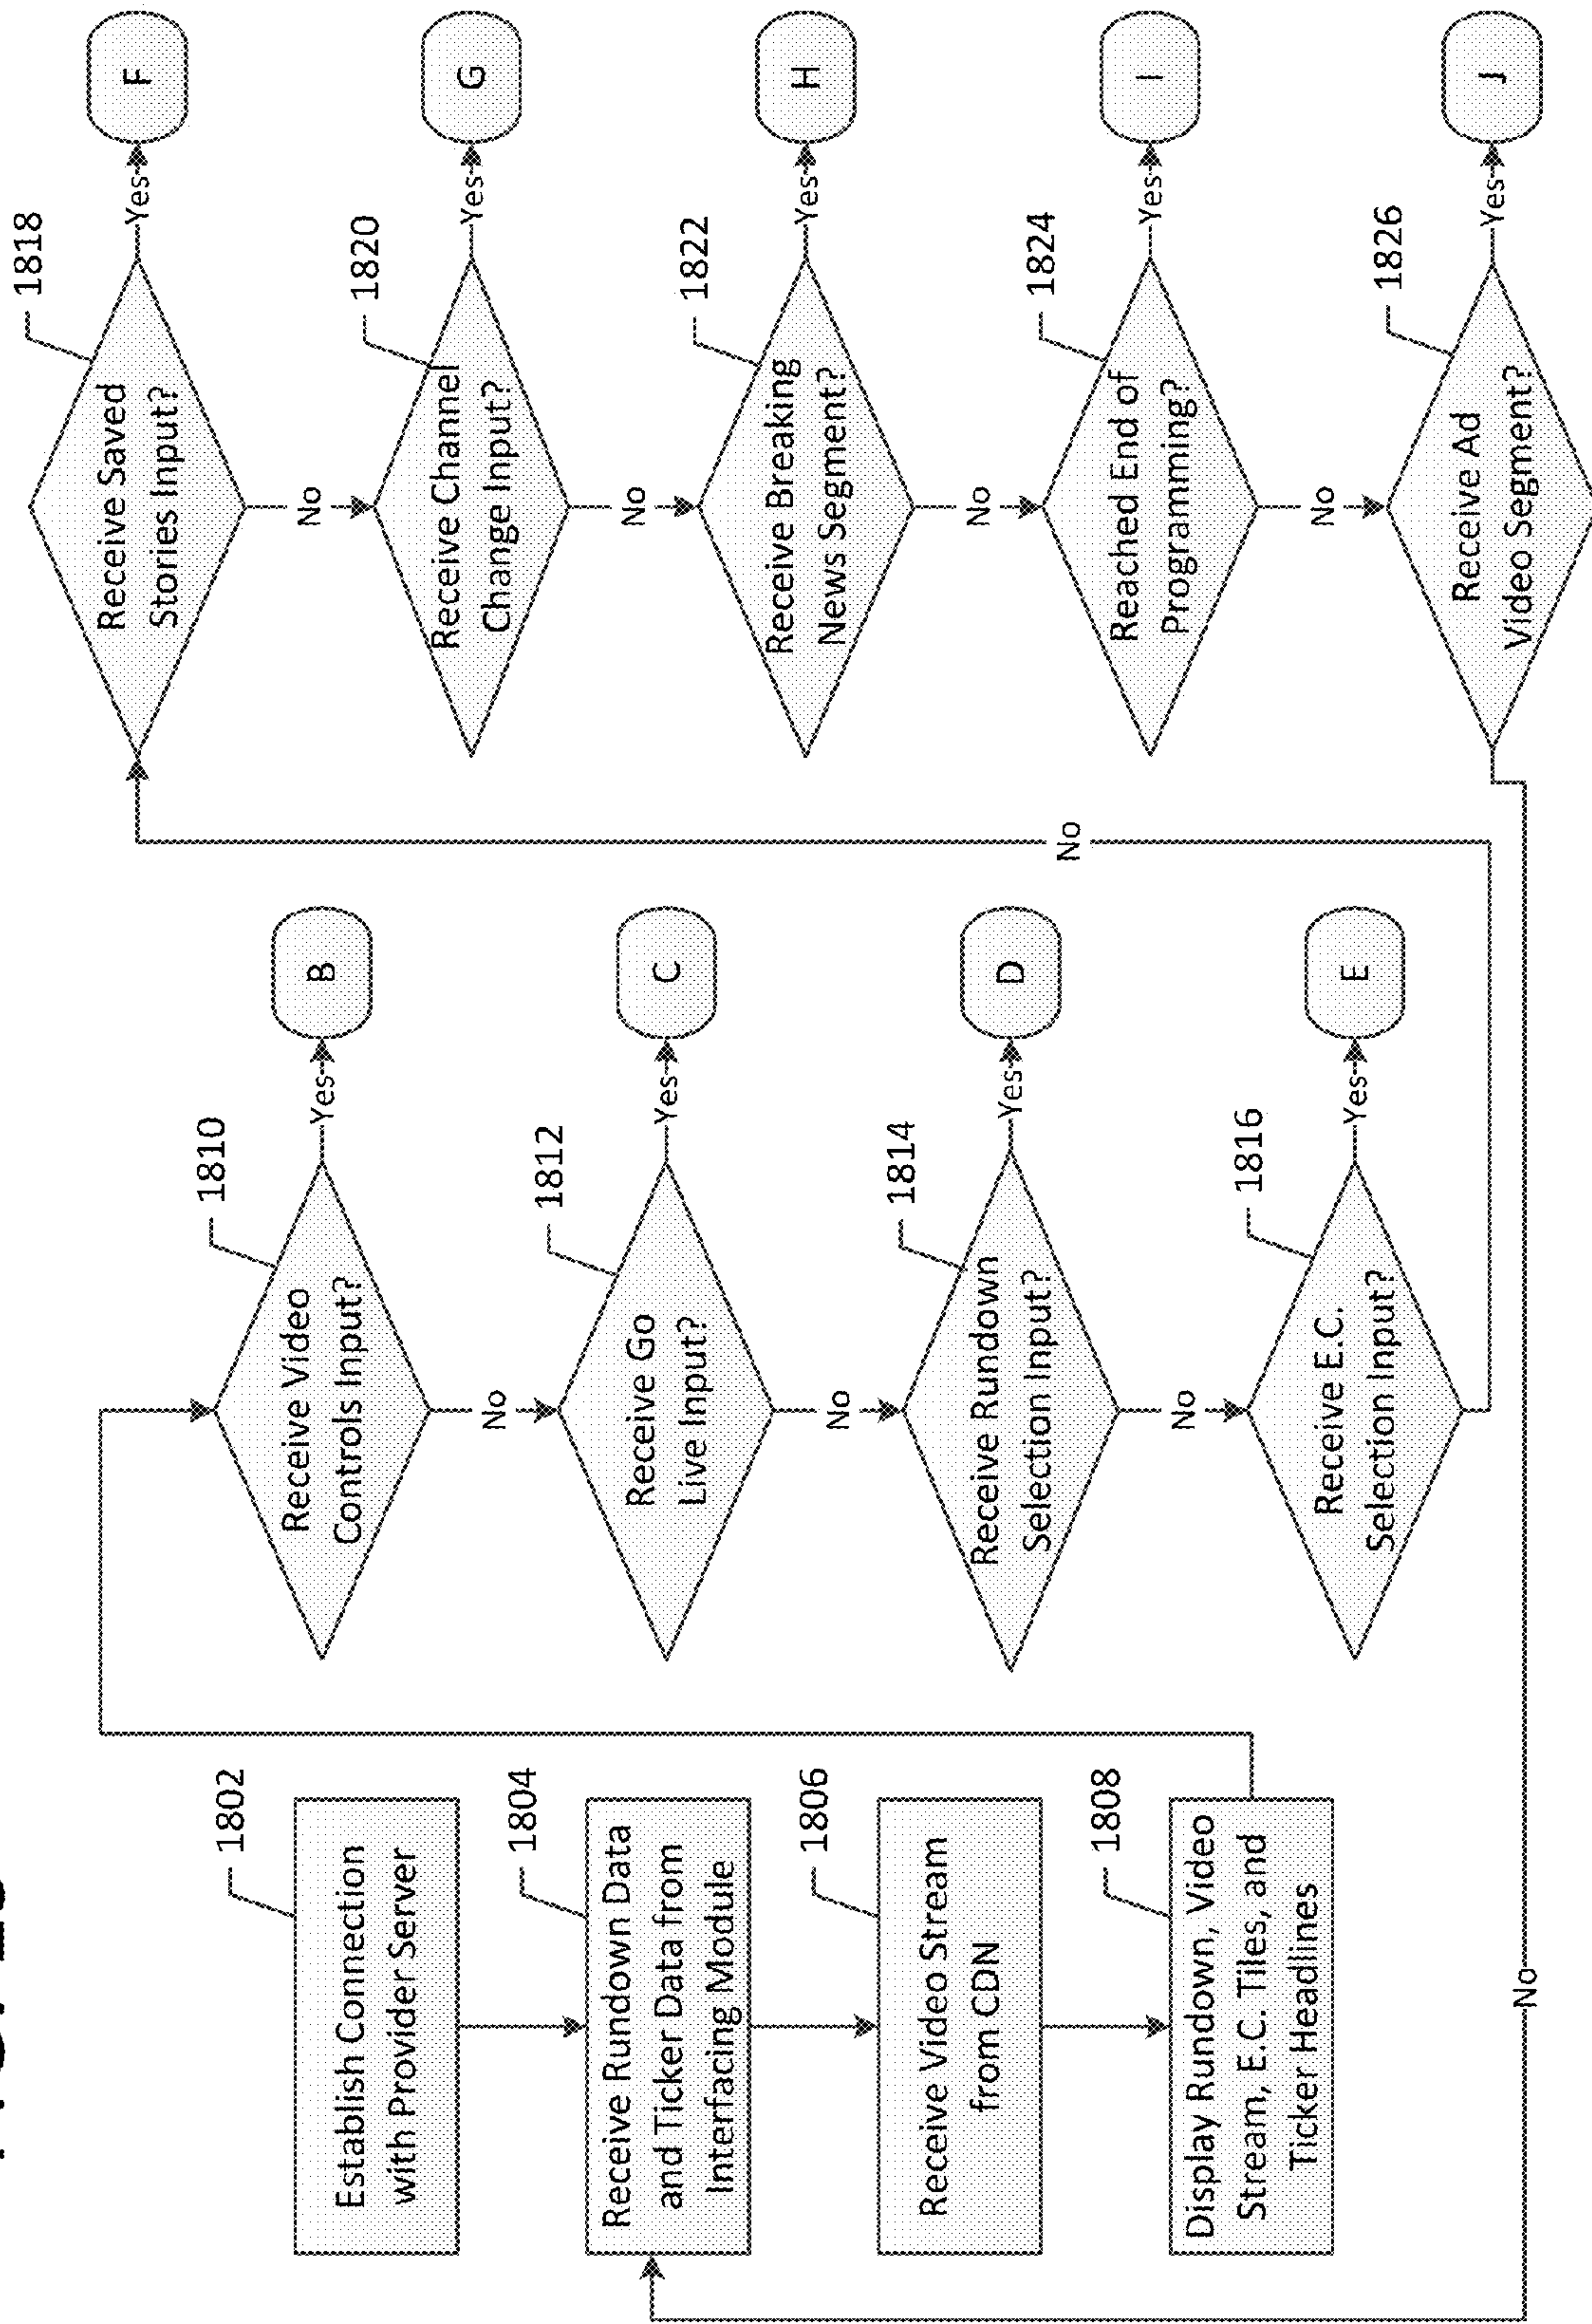 1802
Establish Connection
with Provider Server
1804
Receive Rundown Data
and Ticker Data from
Interfacing Module
1806
Receive Video Stream
from CDN
1808
Display Rundown, Video
Stream, E.C. Tiles, and
Ticker Headlines
1810
Receive Video
Controls Input?
Yes
B
No
1812
Receive Go
Live Input?
Yes
C
No
1814
Receive Rundown
Selection Input?
Yes
D
No
1816
Receive E.C.
Selection Input?
Yes
E
No
1818
Receive Saved
Stories Input?
Yes
F
No
1820
Receive Channel
Change Input?
Yes
G
No
1822
Receive Breaking
News Segment?
Yes
H
No
1824
Reached End of
Programming?
Yes
I
No
1826
Receive Ad
Video Segment?
Yes
J
No